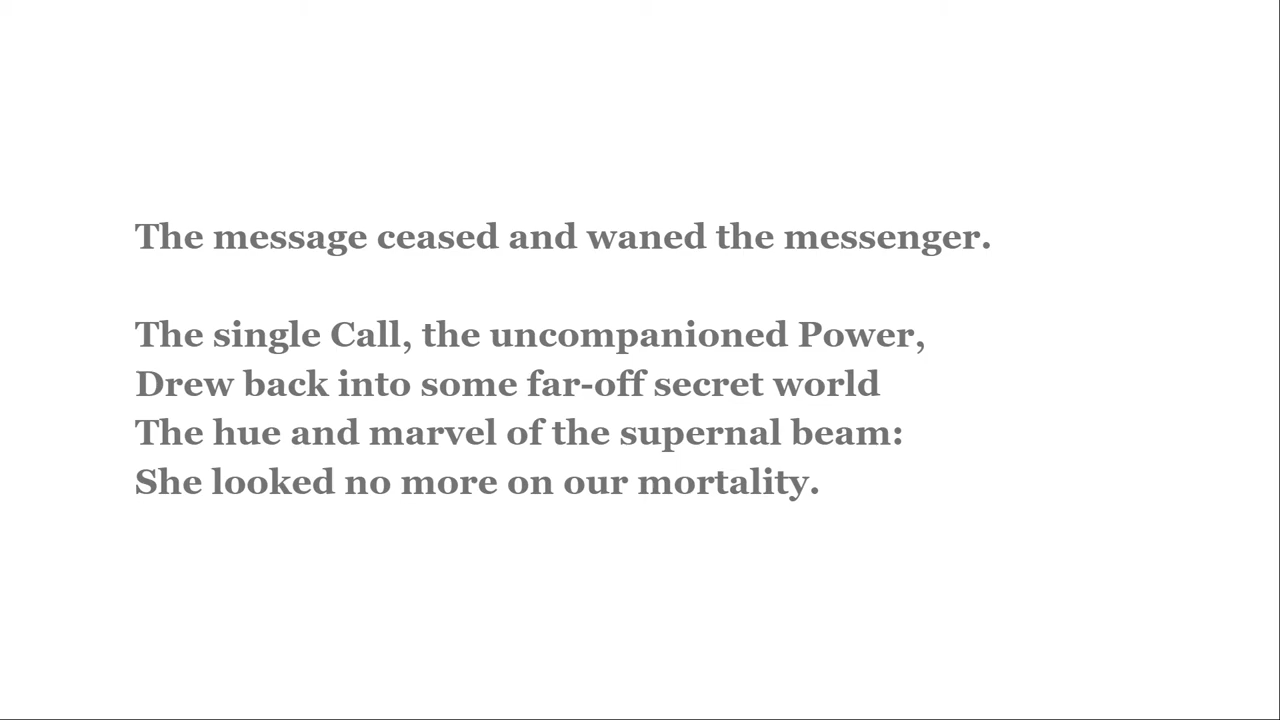 The message ceased and waned the messenger.
The single Call, the uncompanioned Power,
Drew back into some far-off secret world
The hue and marvel of the supernal beam:
She looked no more on our mortality.